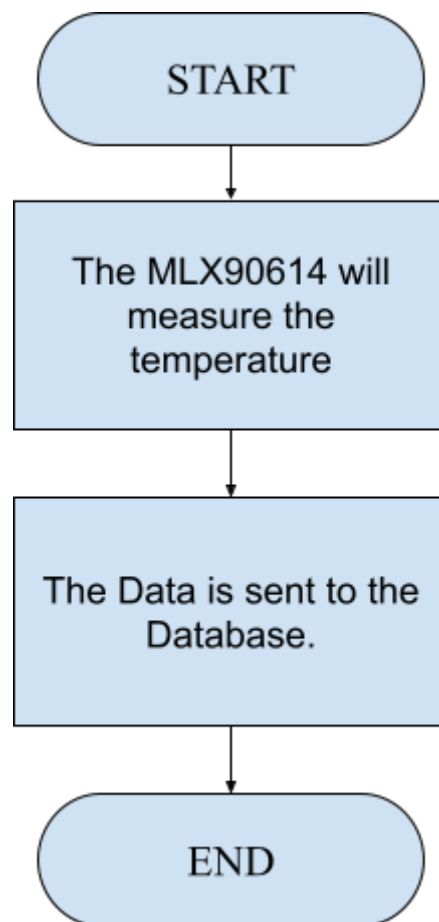 START
The MLX90614 will
measure the
temperature
The Data is sent to the
Database.
END